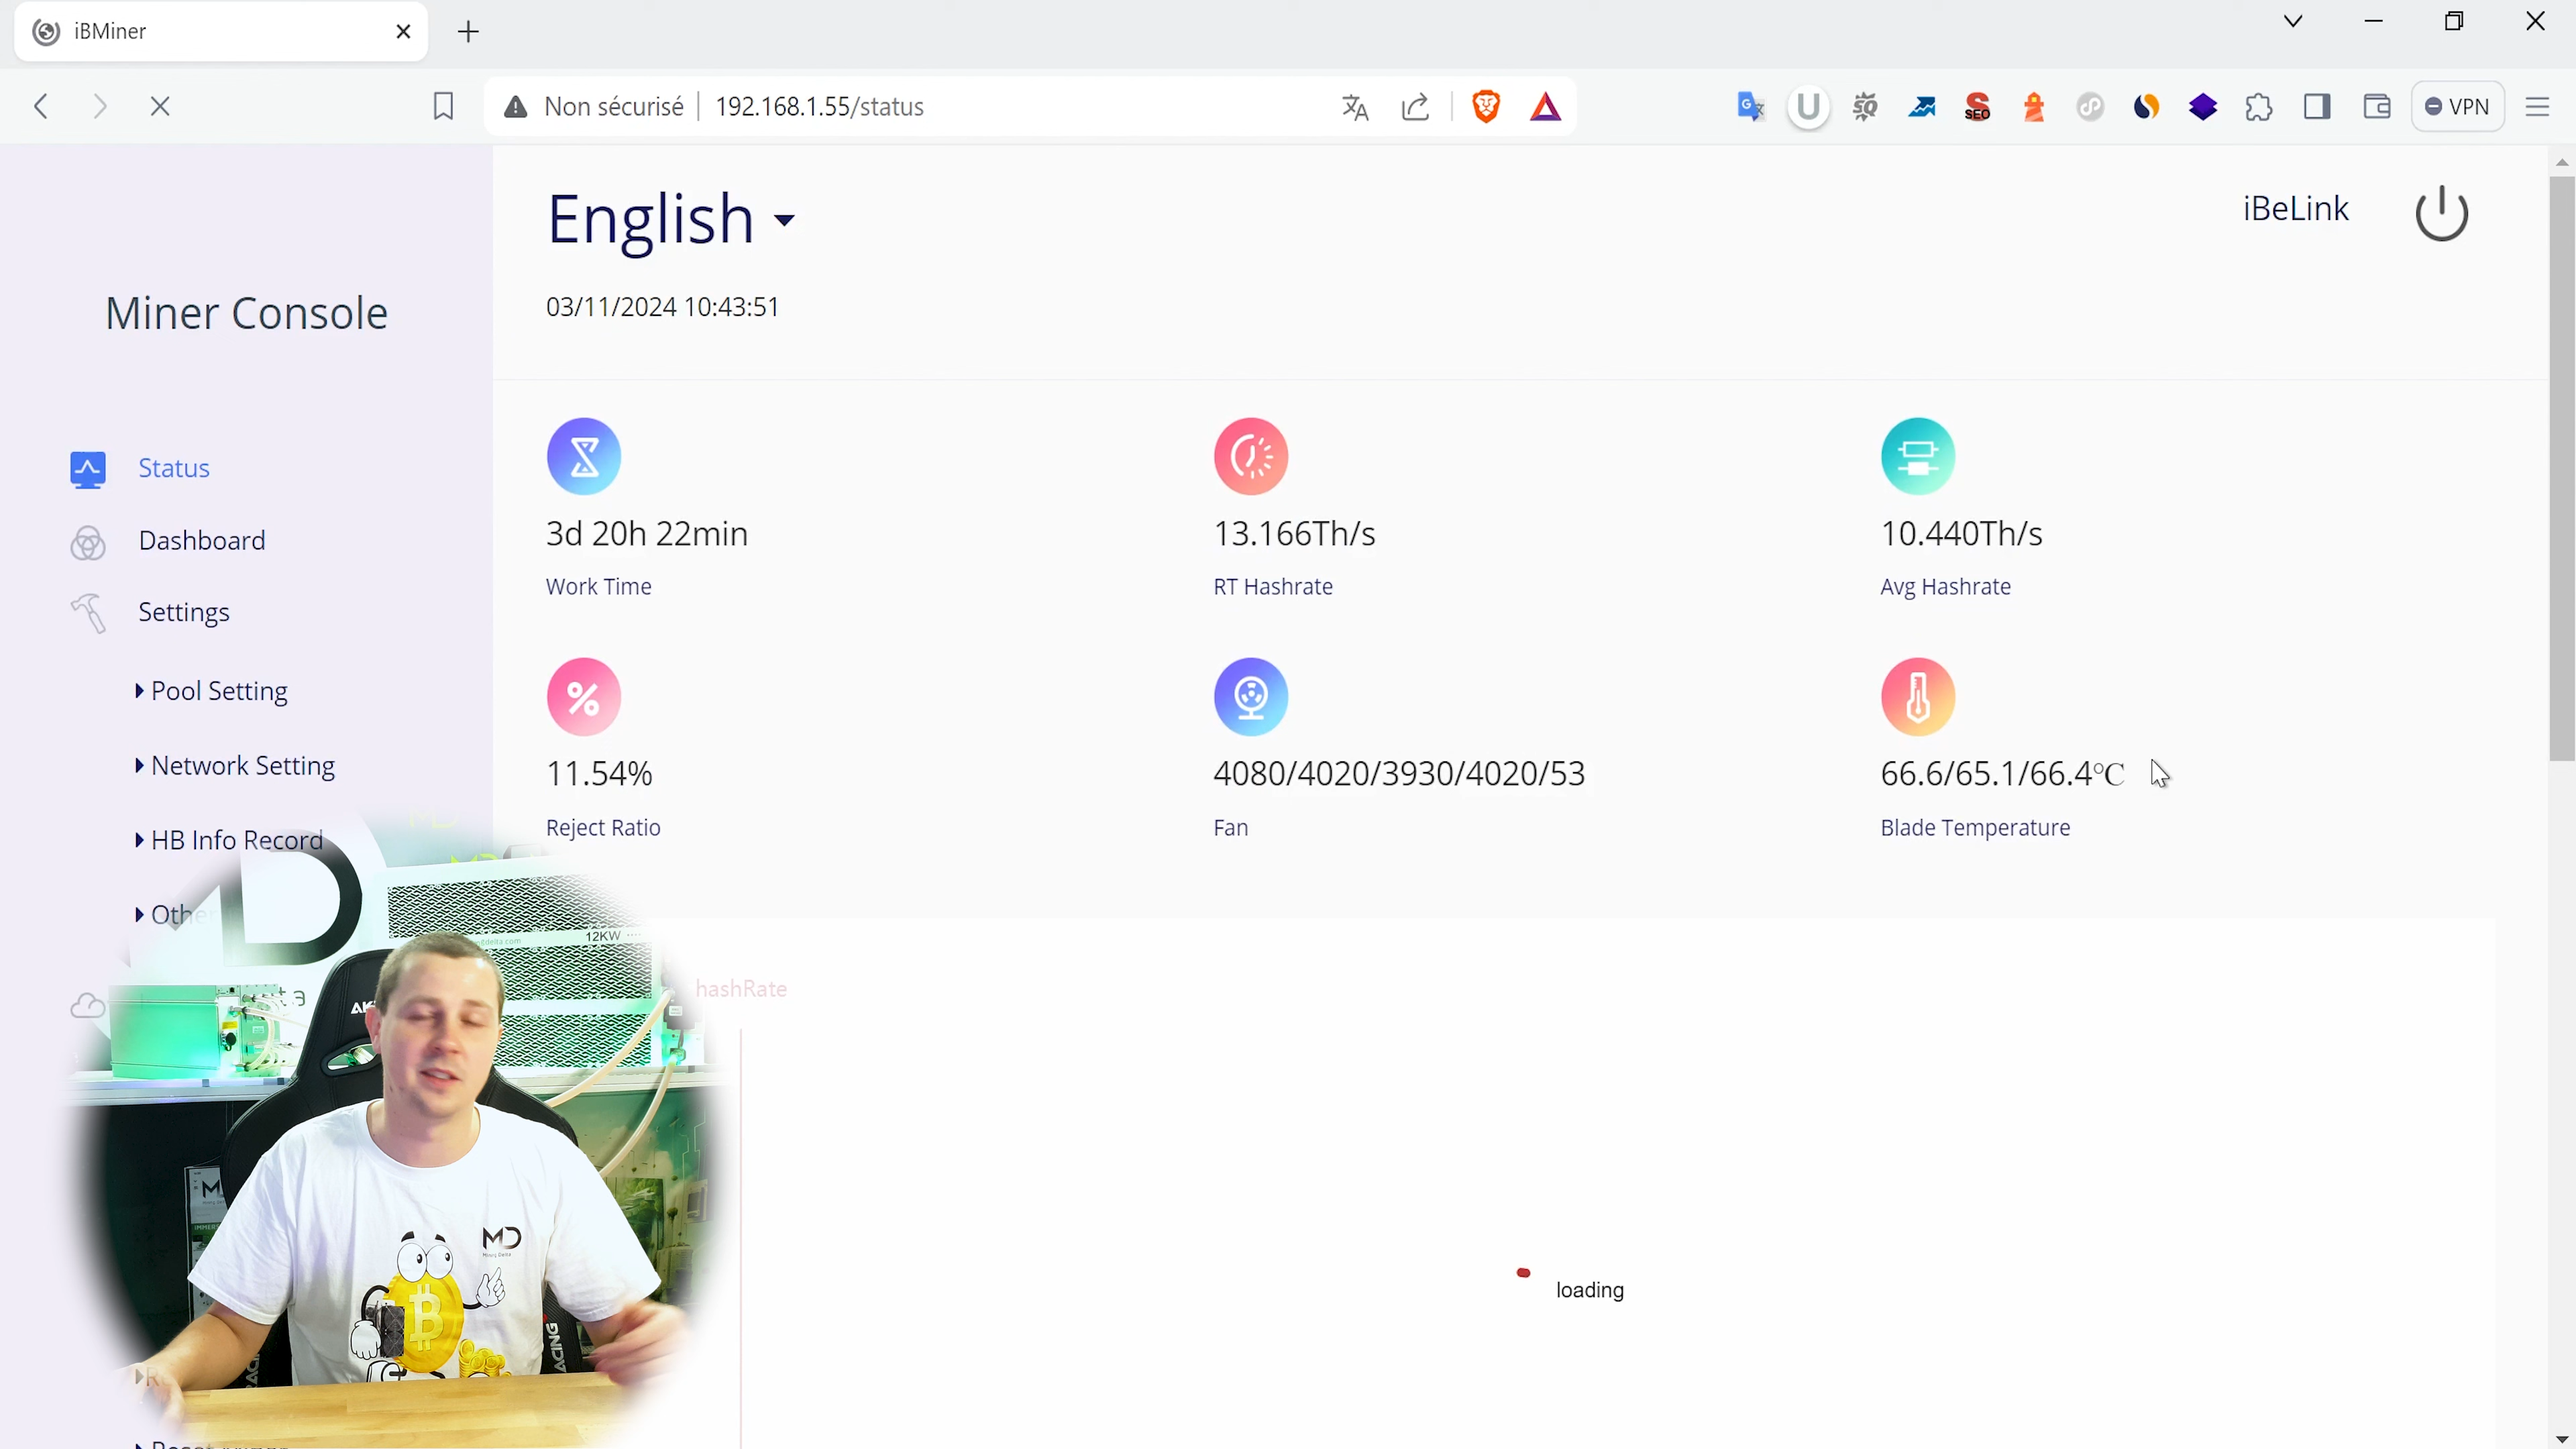 iBMiner
Non sécurisé 192.168.1.55/status
SEO
VPN
English
iBeLink
03/11/2024 10:43:51
Miner Console
Status
Dashboard
Settings
Pool Setting
Network Setting
HB Info Record
3d 20h 22min
Work Time
13.166Th/s
RT Hashrate
10.440Th/s
Avg Hashrate
11.54%
Reject Ratio
4080/4020/3930/4020/53
Fan
66.6/65.1/66.4℃
Blade Temperature
hashRate
loading
12KW
MD